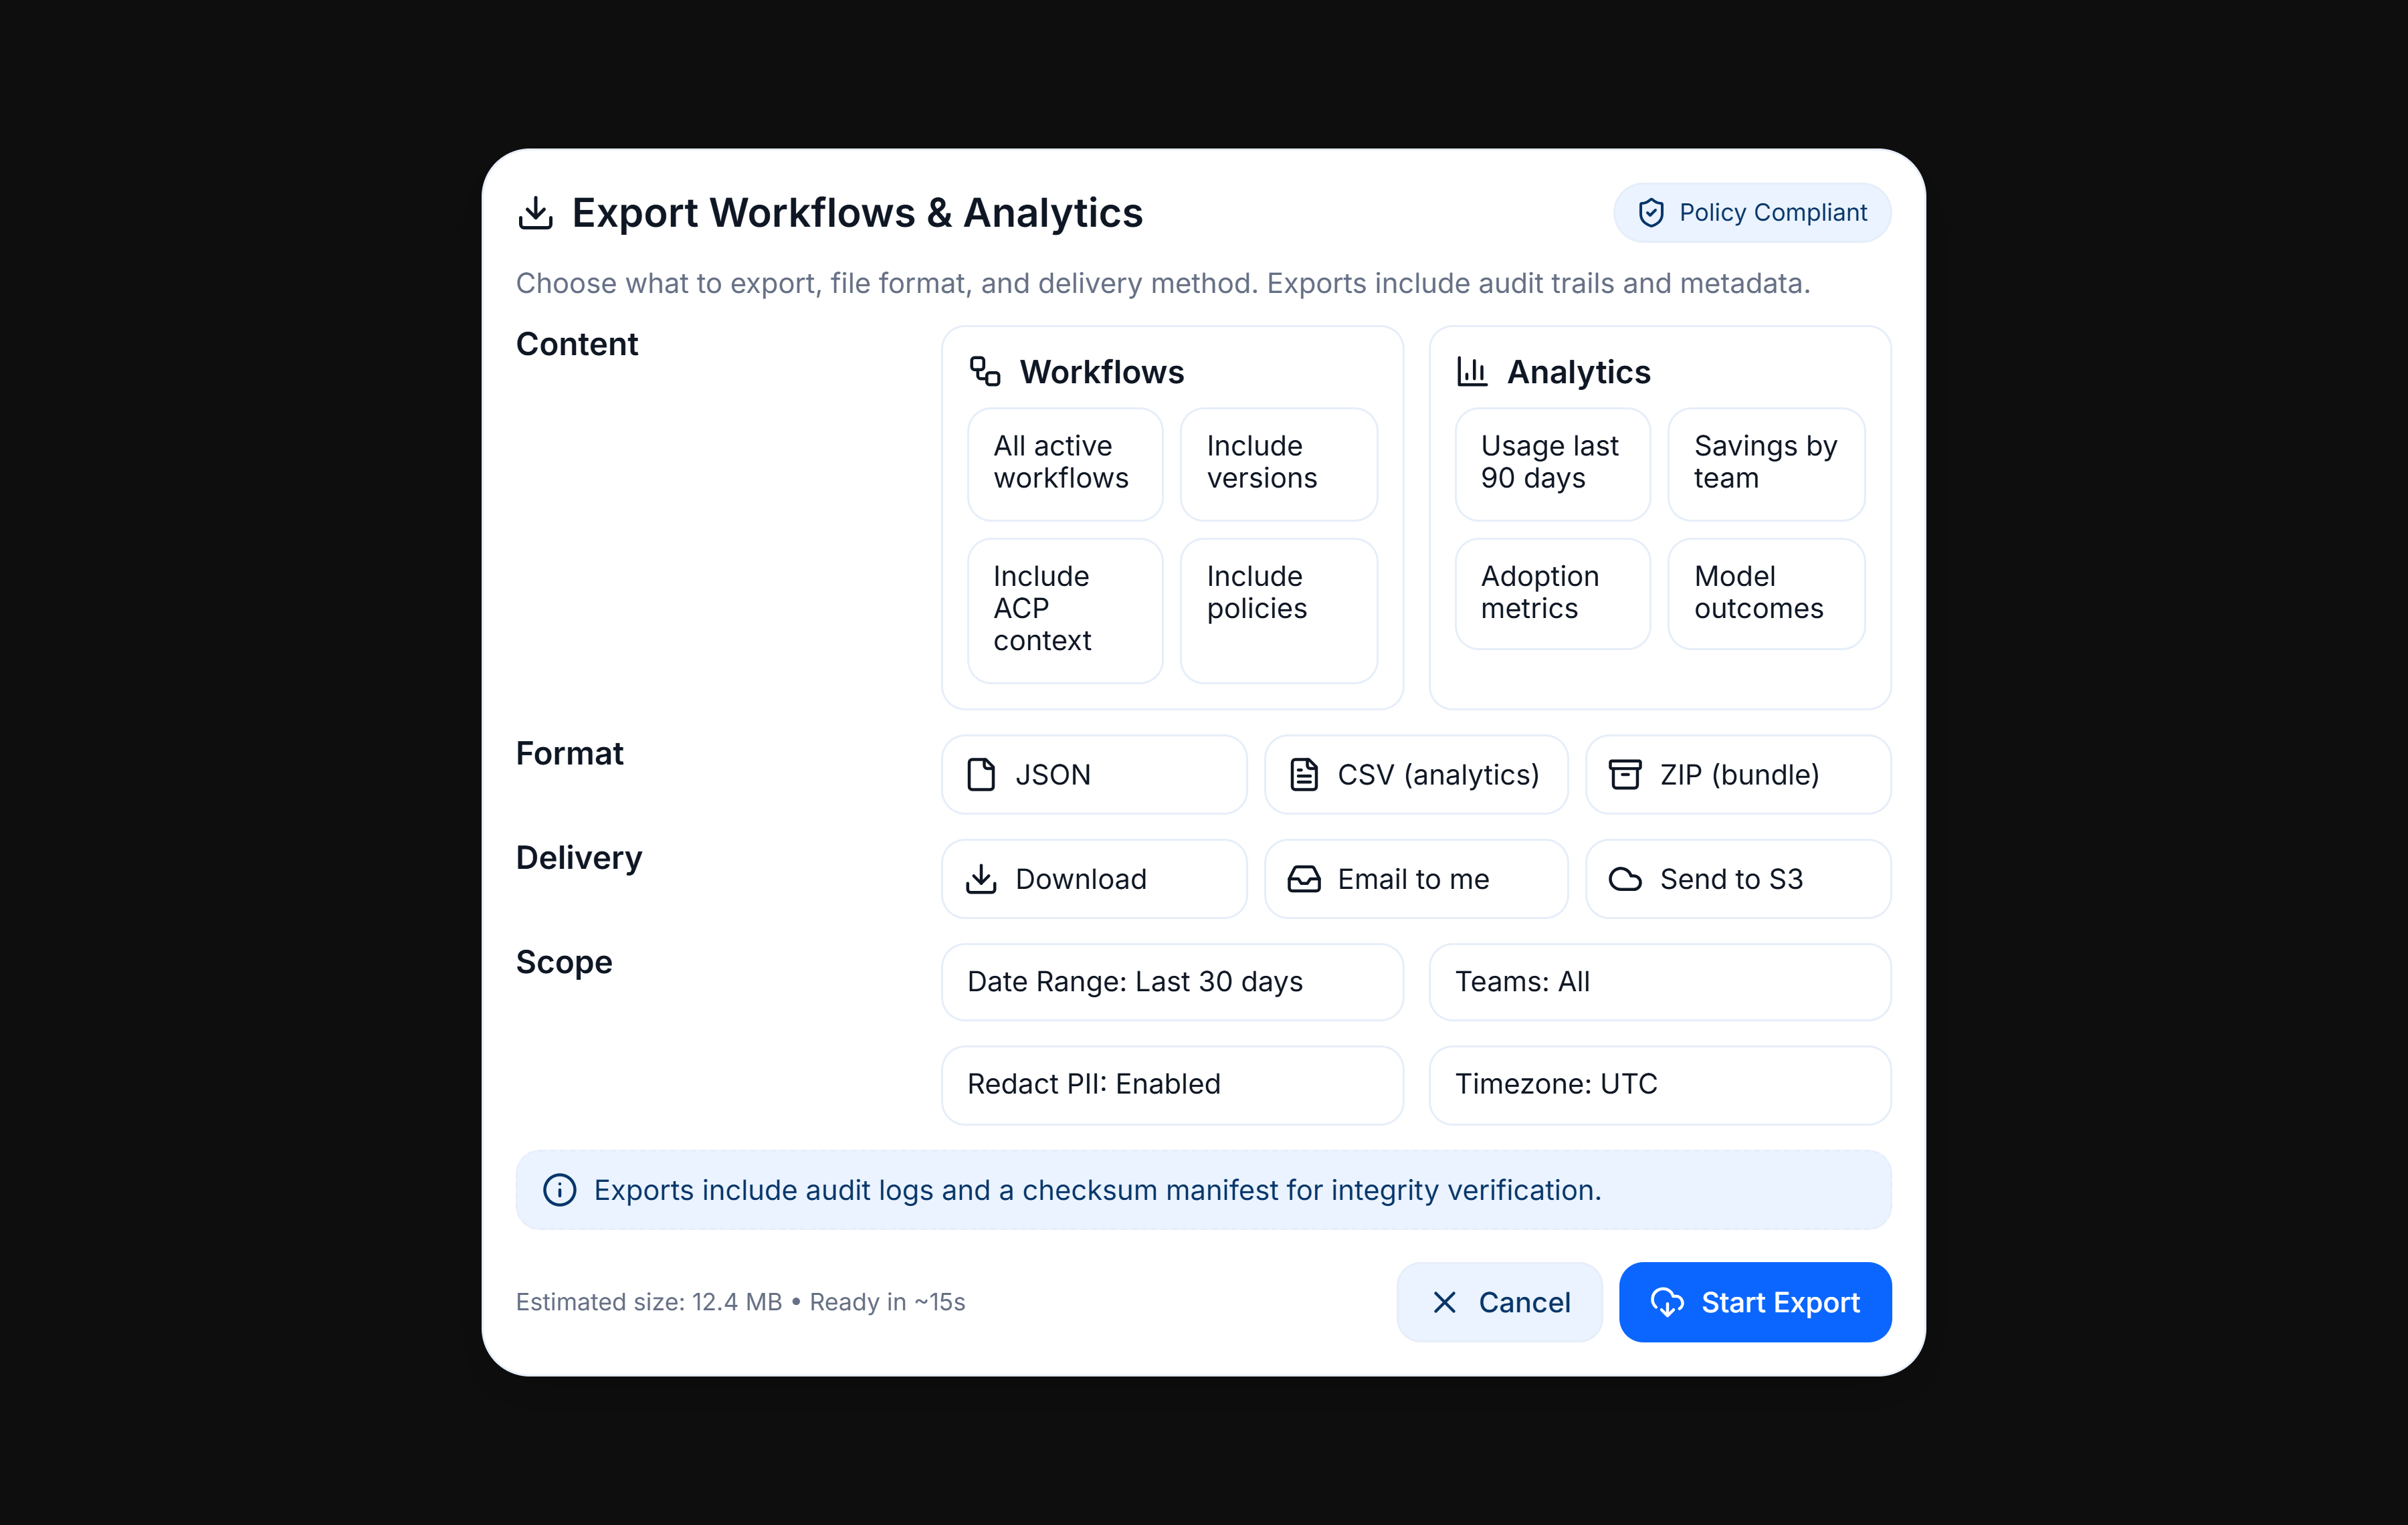 Export Workflows & Analytics
Policy Compliant
Choose what to export, file format, and delivery method. Exports include audit trails and metadata.
Content
Workflows
All active
workflows
Include
versions
Include
ACP
context
Include
policies
Analytics
Usage last
90 days
Savings by
team
Adoption
metrics
Model
outcomes
Format
JSON
CSV (analytics)
ZIP (bundle)
Delivery
Download
Email to me
Send to S3
Scope
Date Range: Last 30 days
Teams: All
Redact PII: Enabled
Timezone: UTC
Exports include audit logs and a checksum manifest for integrity verification.
Estimated size: 12.4 MB • Ready in ~15s
Cancel
Start Export